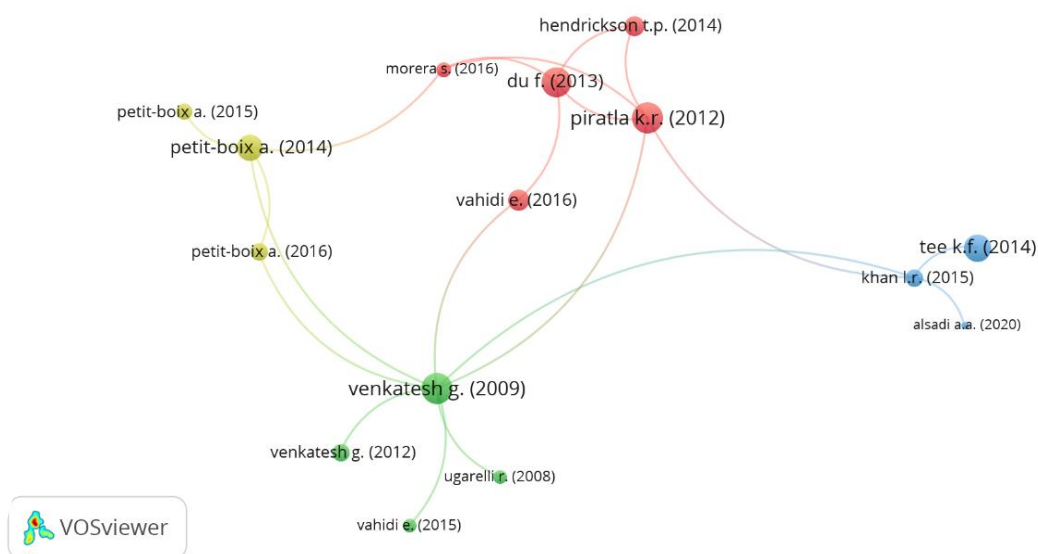 hendrickson t.p. (2014)
morera s. (2016)
du f. (2013)
petit-boix a. (2015)
piratla k.r. (2012)
petit-boix a. (2014)
vahidi e. (2016)
tee k.f. (2014)
petit-boix a. (2016)
khan l.r. (2015)
alsadi a.a. (2020)
venkatesh g. (2009)
venkatesh g. (2012)
ugarelli r. (2008)
vahidi e. (2015)
VOSviewer